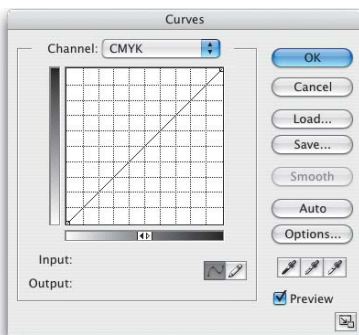 Curves
Channel: CMYK
OK
Cancel
Load...
Save...
Smooth
Auto
Options...
Input:
Output:
Preview